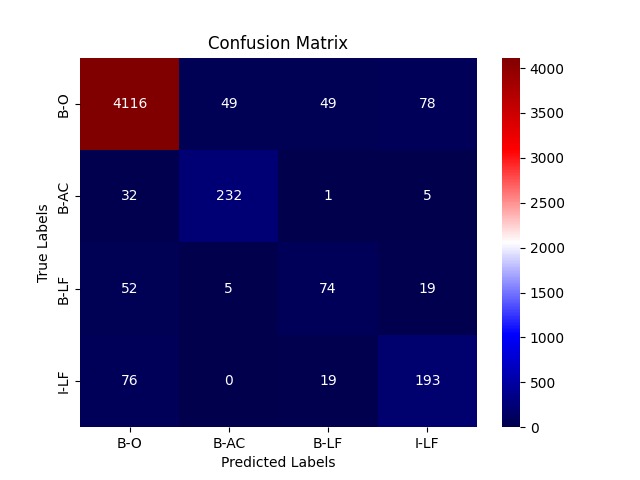 Confusion Matrix
True Labels
B-O 4116 49 49 78
B-AC 32 232 1 5
B-LF 52 5 74 19
I-LF 76 0 19 193
B-O B-AC B-LF I-LF
Predicted Labels
4000
3500
3000
2500
2000
1500
1000
500
0